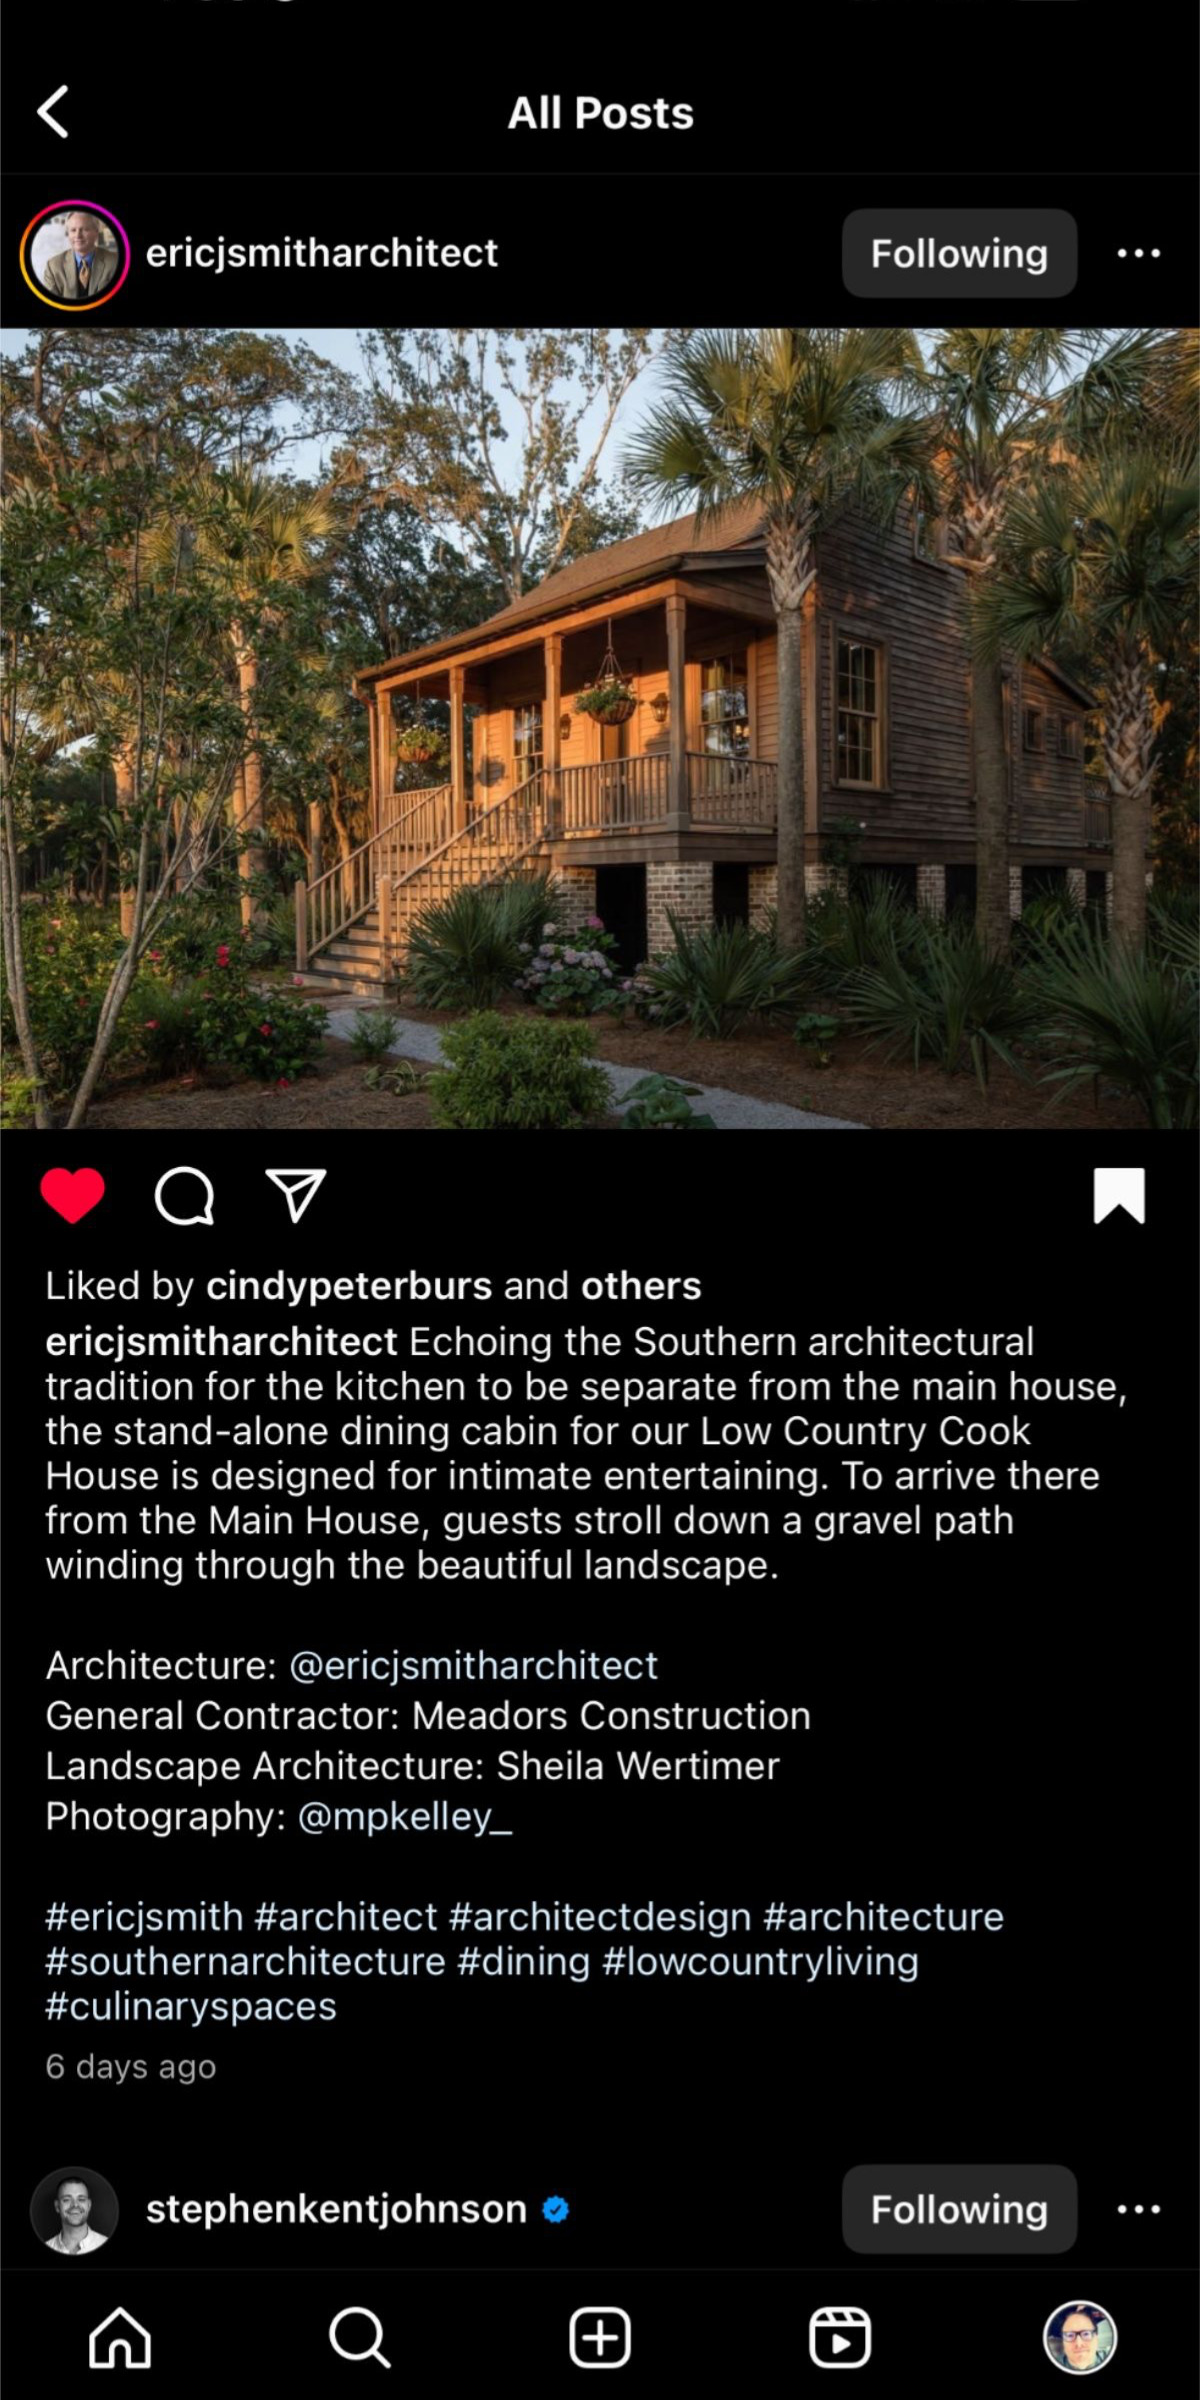 All Posts
ericjsmitharchitect
Following
Liked by cindypeterburs and others
ericjsmitharchitect Echoing the Southern architectural
tradition for the kitchen to be separate from the main house,
the stand-alone dining cabin for our Low Country Cook
House is designed for intimate entertaining. To arrive there
from the Main House, guests stroll down a gravel path
winding through the beautiful landscape.
Architecture: @ericjsmitharchitect
General Contractor: Meadors Construction
Landscape Architecture: Sheila Wertimer
Photography: @mpkelley_
#ericjsmith #architect #architectdesign #architecture
#southernarchitecture #dining #lowcountryliving
#culinaryspaces
6 days ago
stephenkentjohnson
Following